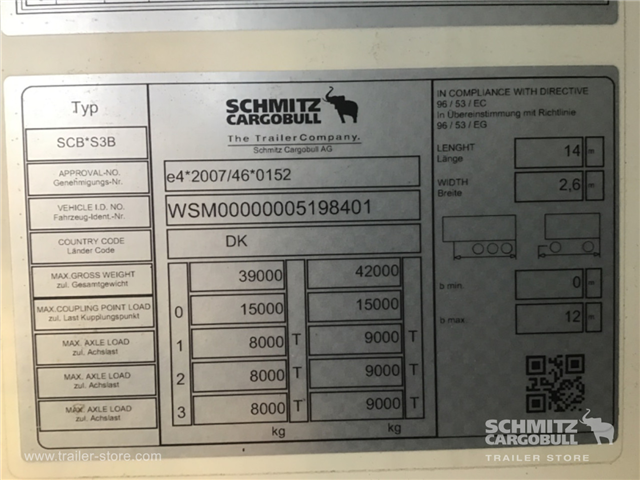 Typ
SCB*S3B
APPROVAL-NO.
Genehmigungs-Nr.
VEHICLE I.D. NO.
Fahrzeug-Ident.-Nr.
COUNTRY CODE
Länder Code
MAX.GROSS WEIGHT
zul. Gesamtgewicht
MAX.COUPLING POINT LOAD
zul. Last Kupplungspunkt
MAX. AXLE LOAD
zul. Achslast
MAX. AXLE LOAD
zul. Achslast
MAX. AXLE LOAD
zul. Achslast
SCHMITZ
CARGOBULL
The Trailer Company.
Schmitz Cargobull AG
e4*2007/46*0152
WSM00000005198401
DK
39000 42000
0 15000 15000
1 8000 T 9000 T
2 8000 T 9000 T
3 8000 T 9000 T
kg kg
IN COMPLIANCE WITH DIRECTIVE
96 / 53 / EC
in Übereinstimmung mit Richtlinie
96 / 53 / EG
LENGHT
Länge
14 m
WIDTH
Breite
2,6 m
b min. 0 m
b max. 12 m
www.trailer-store.com
SCHMITZ
CARGOBULL
TRAILER STORE